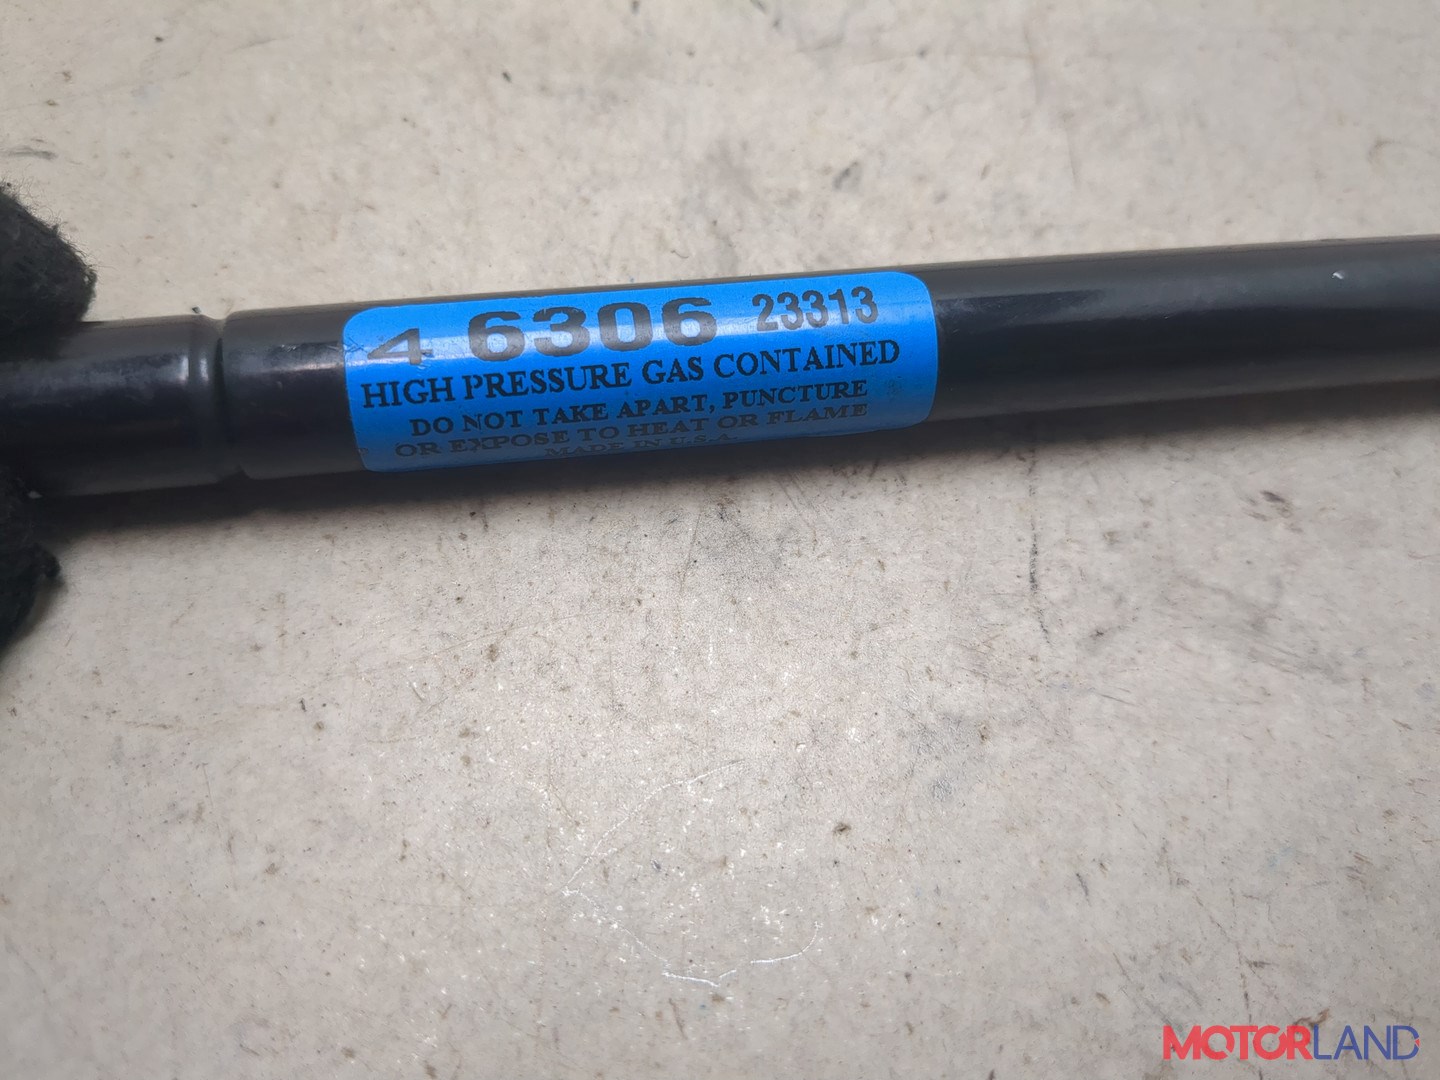 4 6306 23313
HIGH PRESSURE GAS CONTAINED
DO NOT TAKE APART, PUNCTURE
OR EXPOSE TO HEAT OR FLAME
MADE IN U.S.A.
MOTORLAND